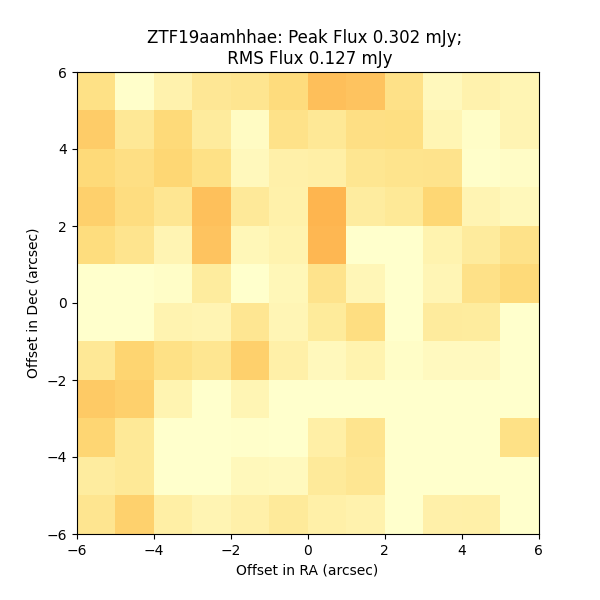 ZTF19aamhhae: Peak Flux 0.302 mJy;
RMS Flux 0.127 mJy
6
4
2
0
−2
−4
−6
Offset in Dec (arcsec)
−6 −4 −2 0 2 4 6
Offset in RA (arcsec)